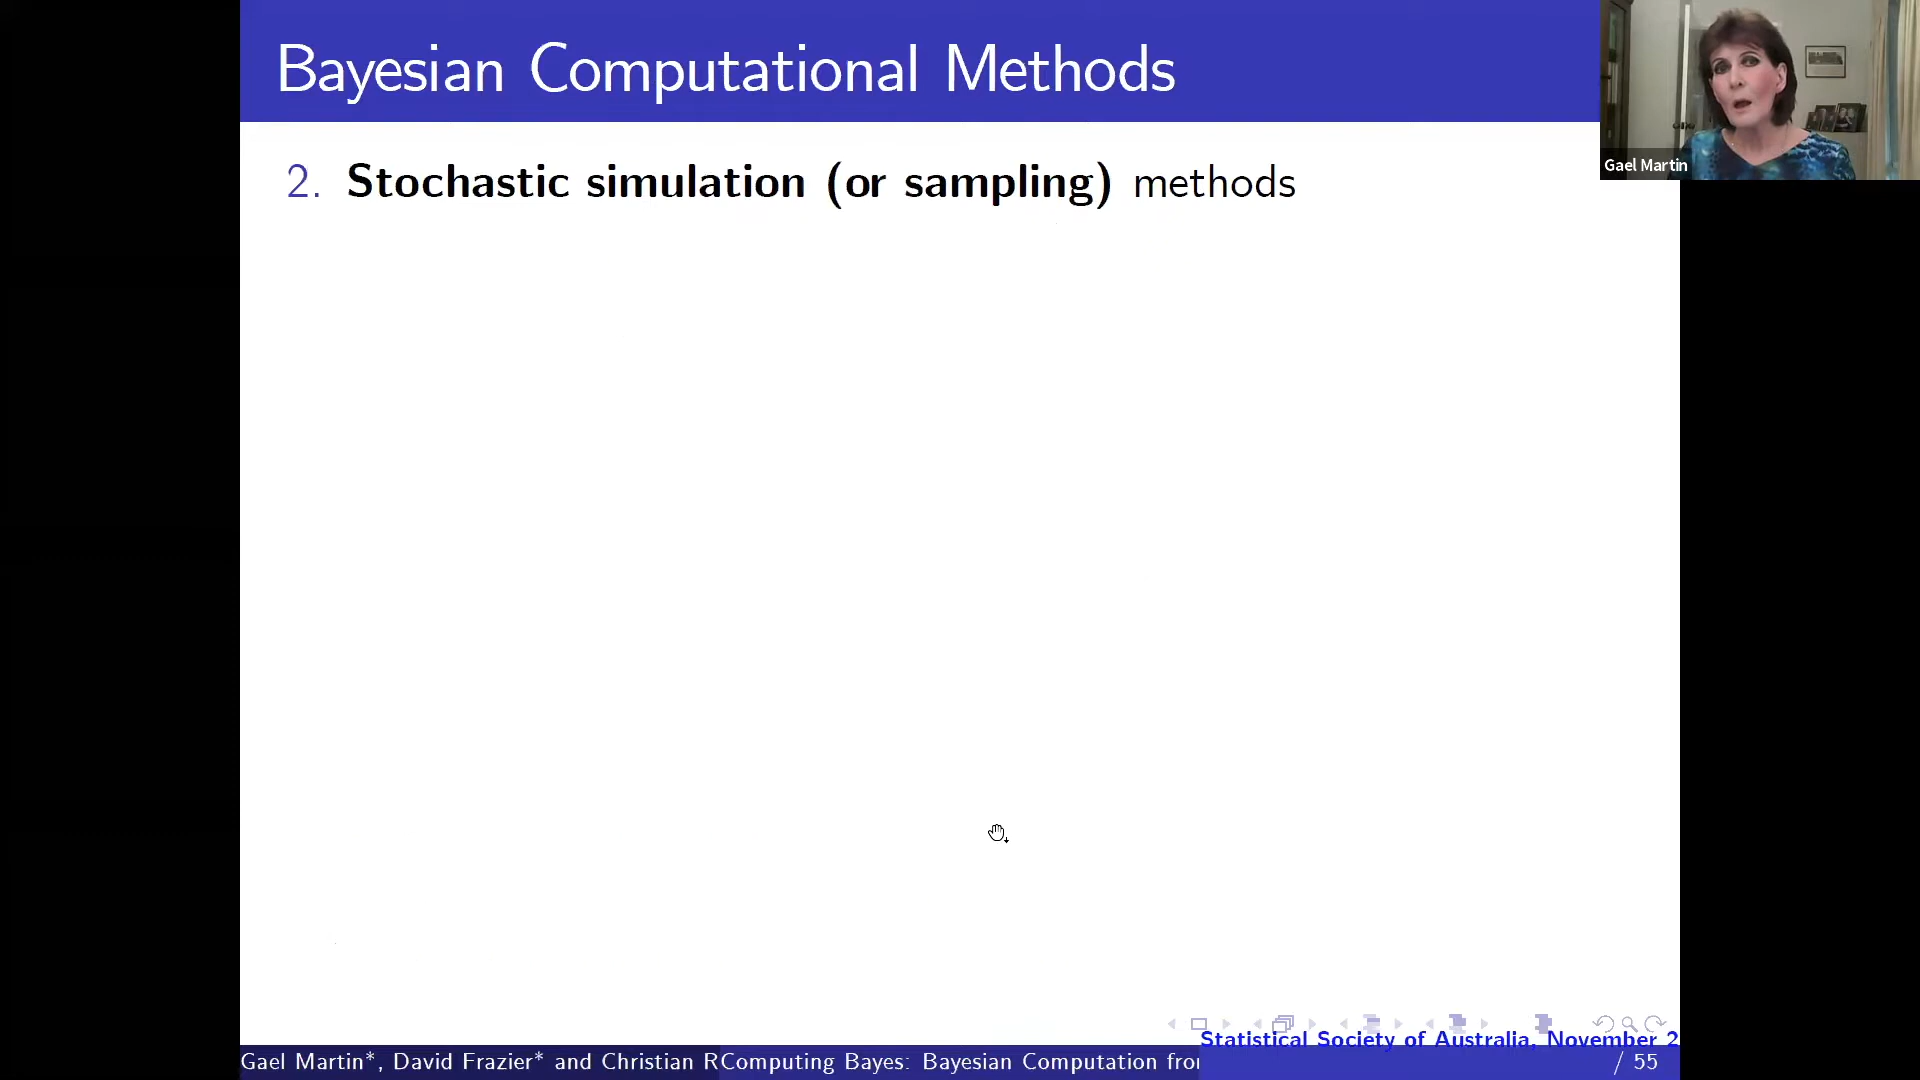 Bayesian Computational Methods
Gael Martin
2. Stochastic simulation (or sampling) methods
Statistical Society of Australia, November 2
Gael Martin*, David Frazier* and Christian R
Computing Bayes: Bayesian Computation fro
/ 55